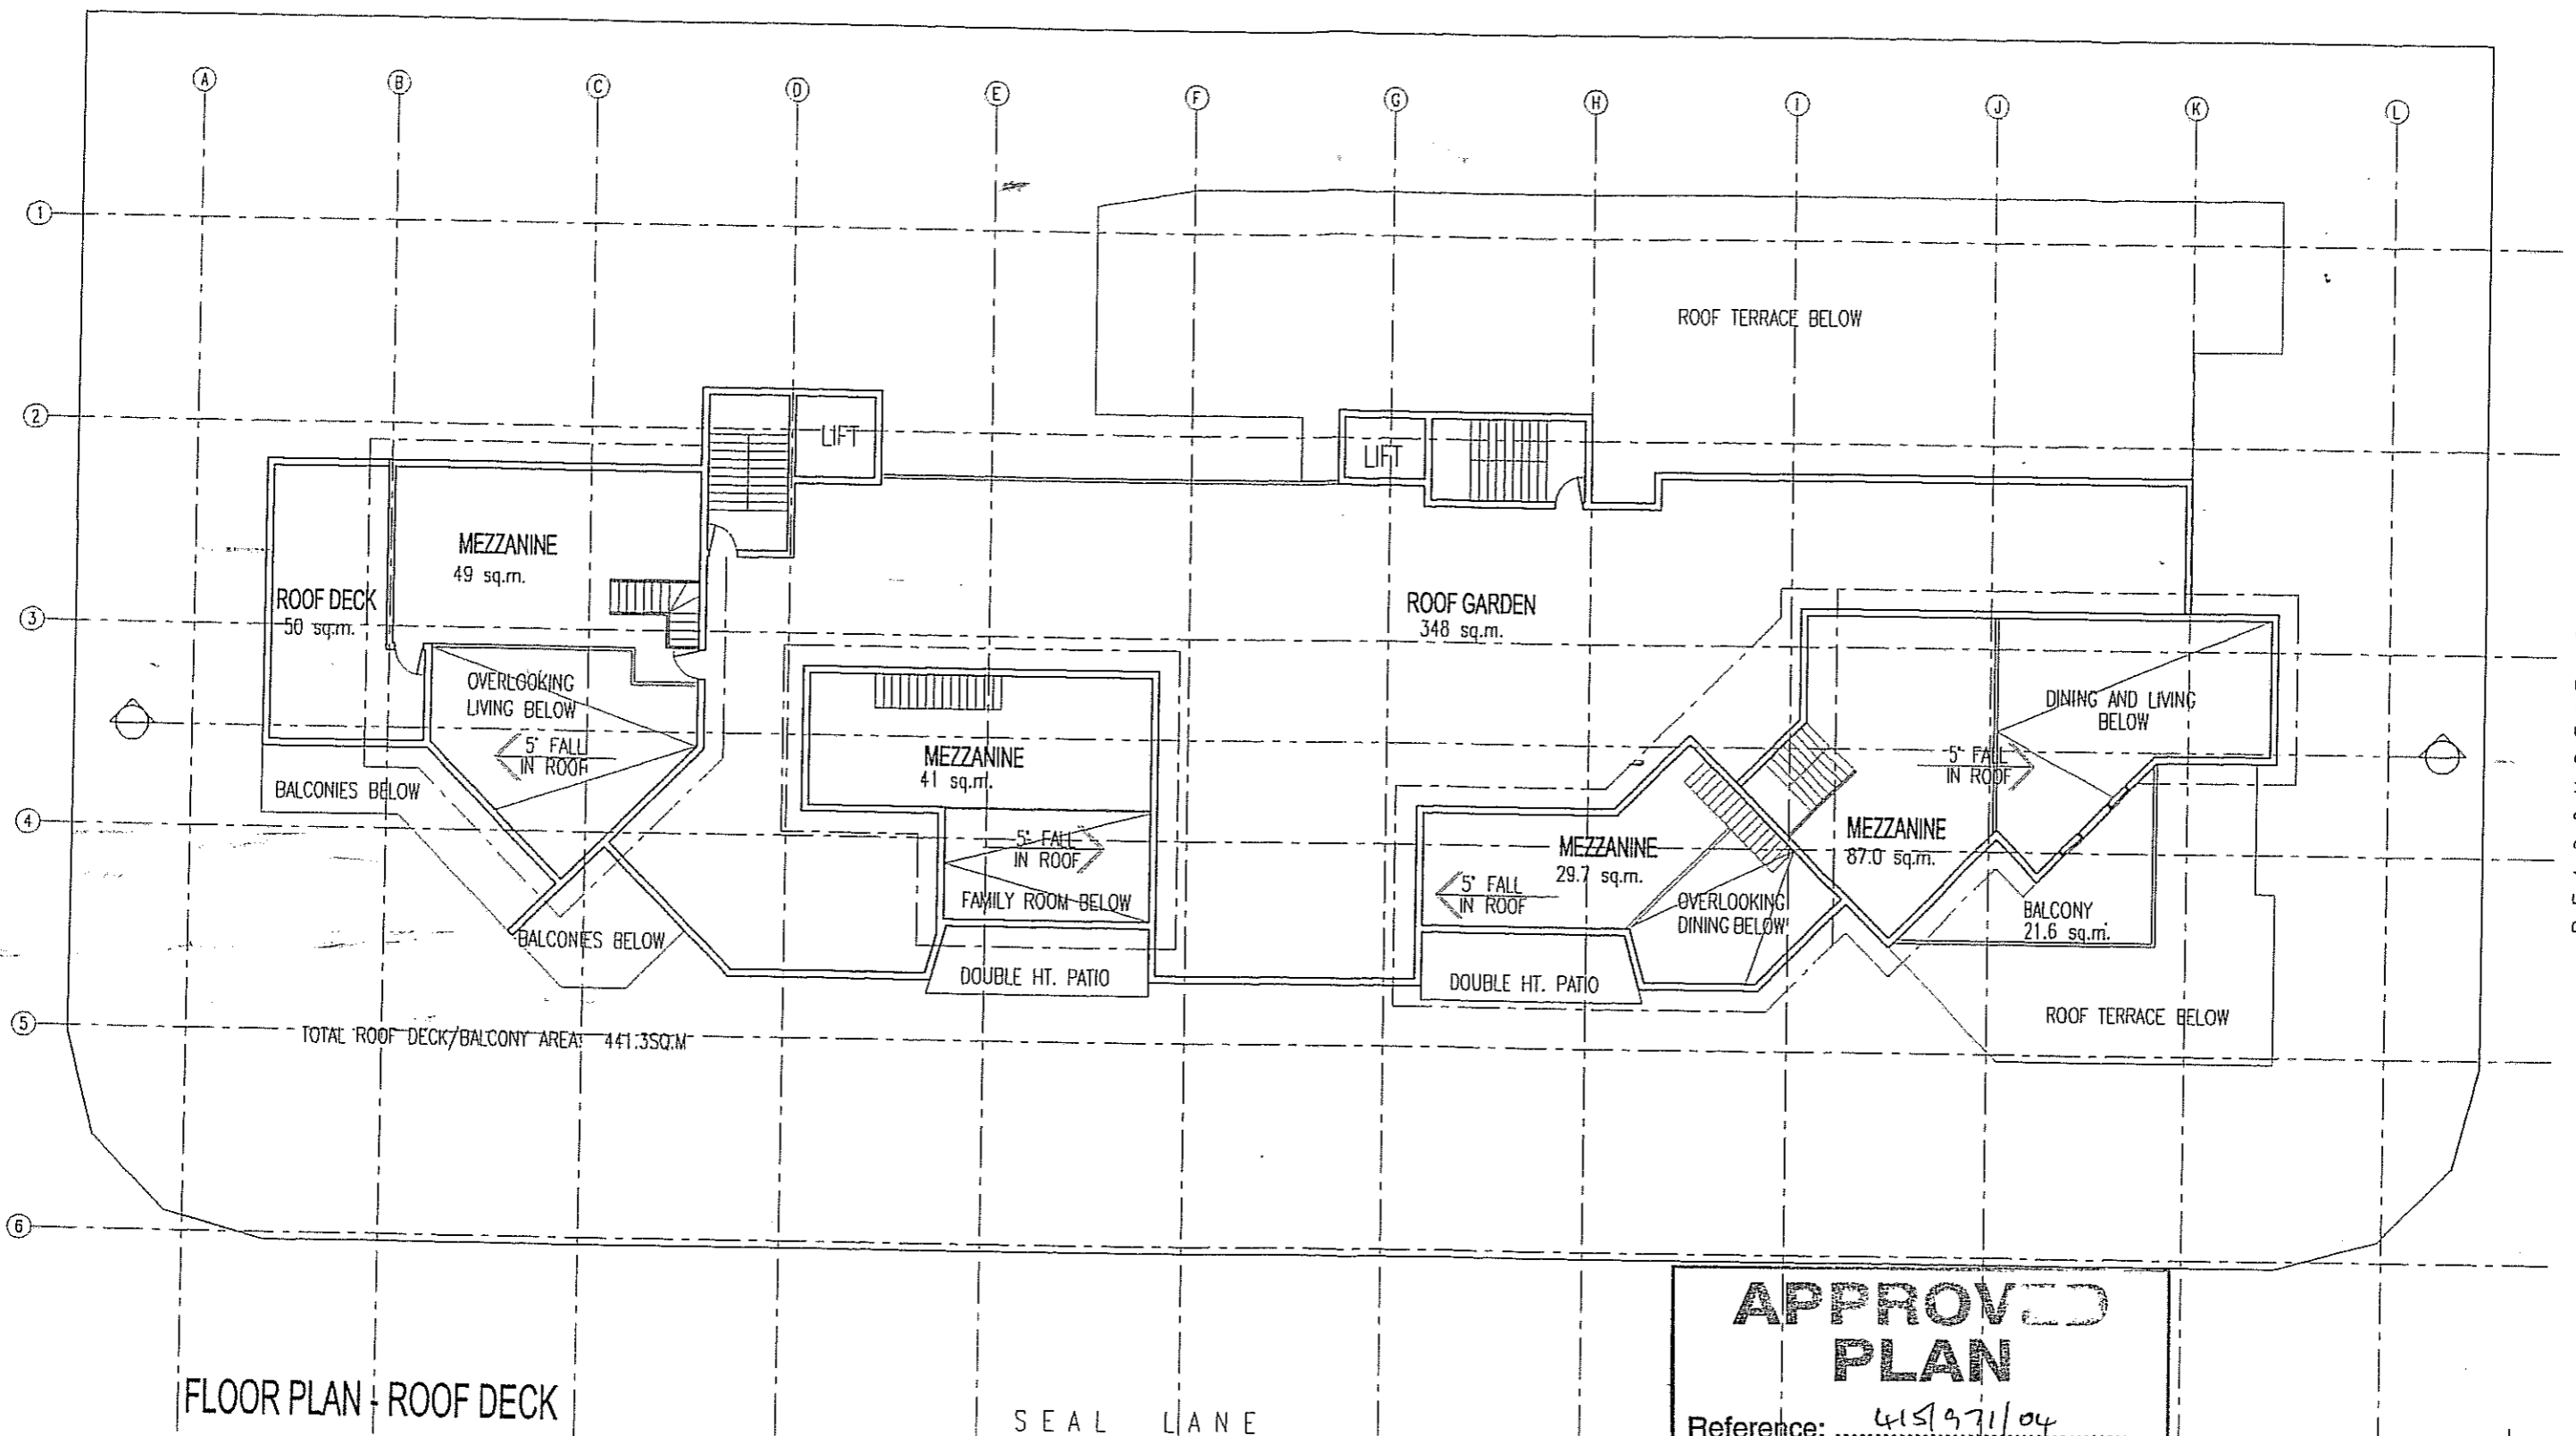 A B C D E F G H I J K L
1
ROOF TERRACE BELOW
2
LIFT
LIFT
MEZZANINE
49 sq.m.
ROOF DECK
50 sq.m.
3
ROOF GARDEN
348 sq.m.
OVERLOOKING
LIVING BELOW
5° FALL
IN ROOF
BALCONIES BELOW
MEZZANINE
41 sq.m.
DINING AND LIVING
BELOW
5° FALL
IN ROOF
4
5° FALL
IN ROOF
FAMILY ROOM BELOW
MEZZANINE
29.7 sq.m.
MEZZANINE
87.0 sq.m.
5° FALL
IN ROOF
OVERLOOKING
DINING BELOW
BALCONY
21.6 sq.m.
BALCONIES BELOW
DOUBLE HT. PATIO
DOUBLE HT. PATIO
ROOF TERRACE BELOW
5
TOTAL ROOF DECK/BALCONY AREA: 441.3SQ.M
6
APPROVED
PLAN
Reference: 415/971/04
FLOOR PLAN - ROOF DECK
SEAL LANE